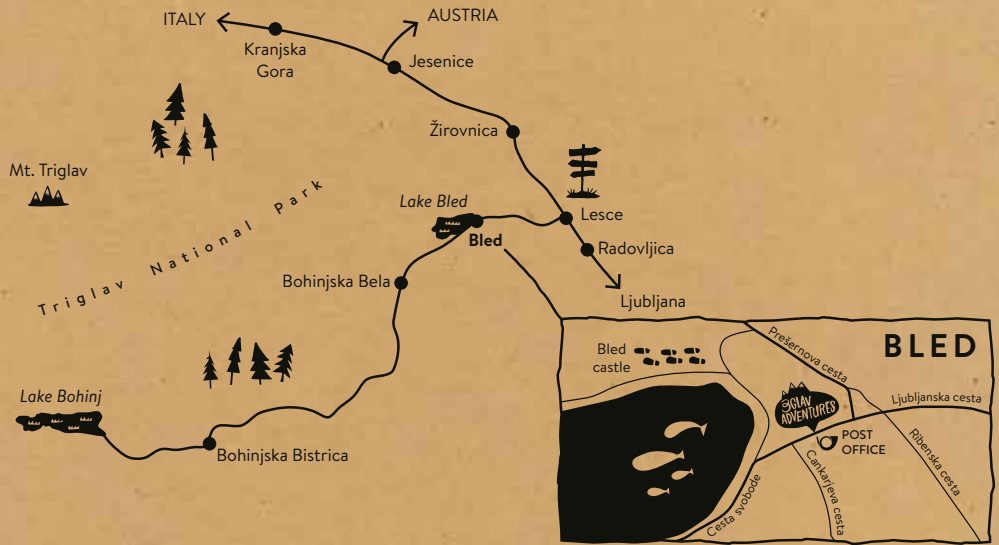 ITALY
AUSTRIA
Kranjska
Gora
Jesenice
Žirovnica
Mt. Triglav
Triglav National Park
Lake Bled
Bled
Lesce
Radovljica
Bohinjska Bela
Ljubljana
Lake Bohinj
Bohinjska Bistrica
BLED
Bled
castle
Prešernova cesta
Ljubljanska cesta
3GLAV
ADVENTURES
POST
OFFICE
Ribenska cesta
Cankarjeva cesta
Cesta svobode